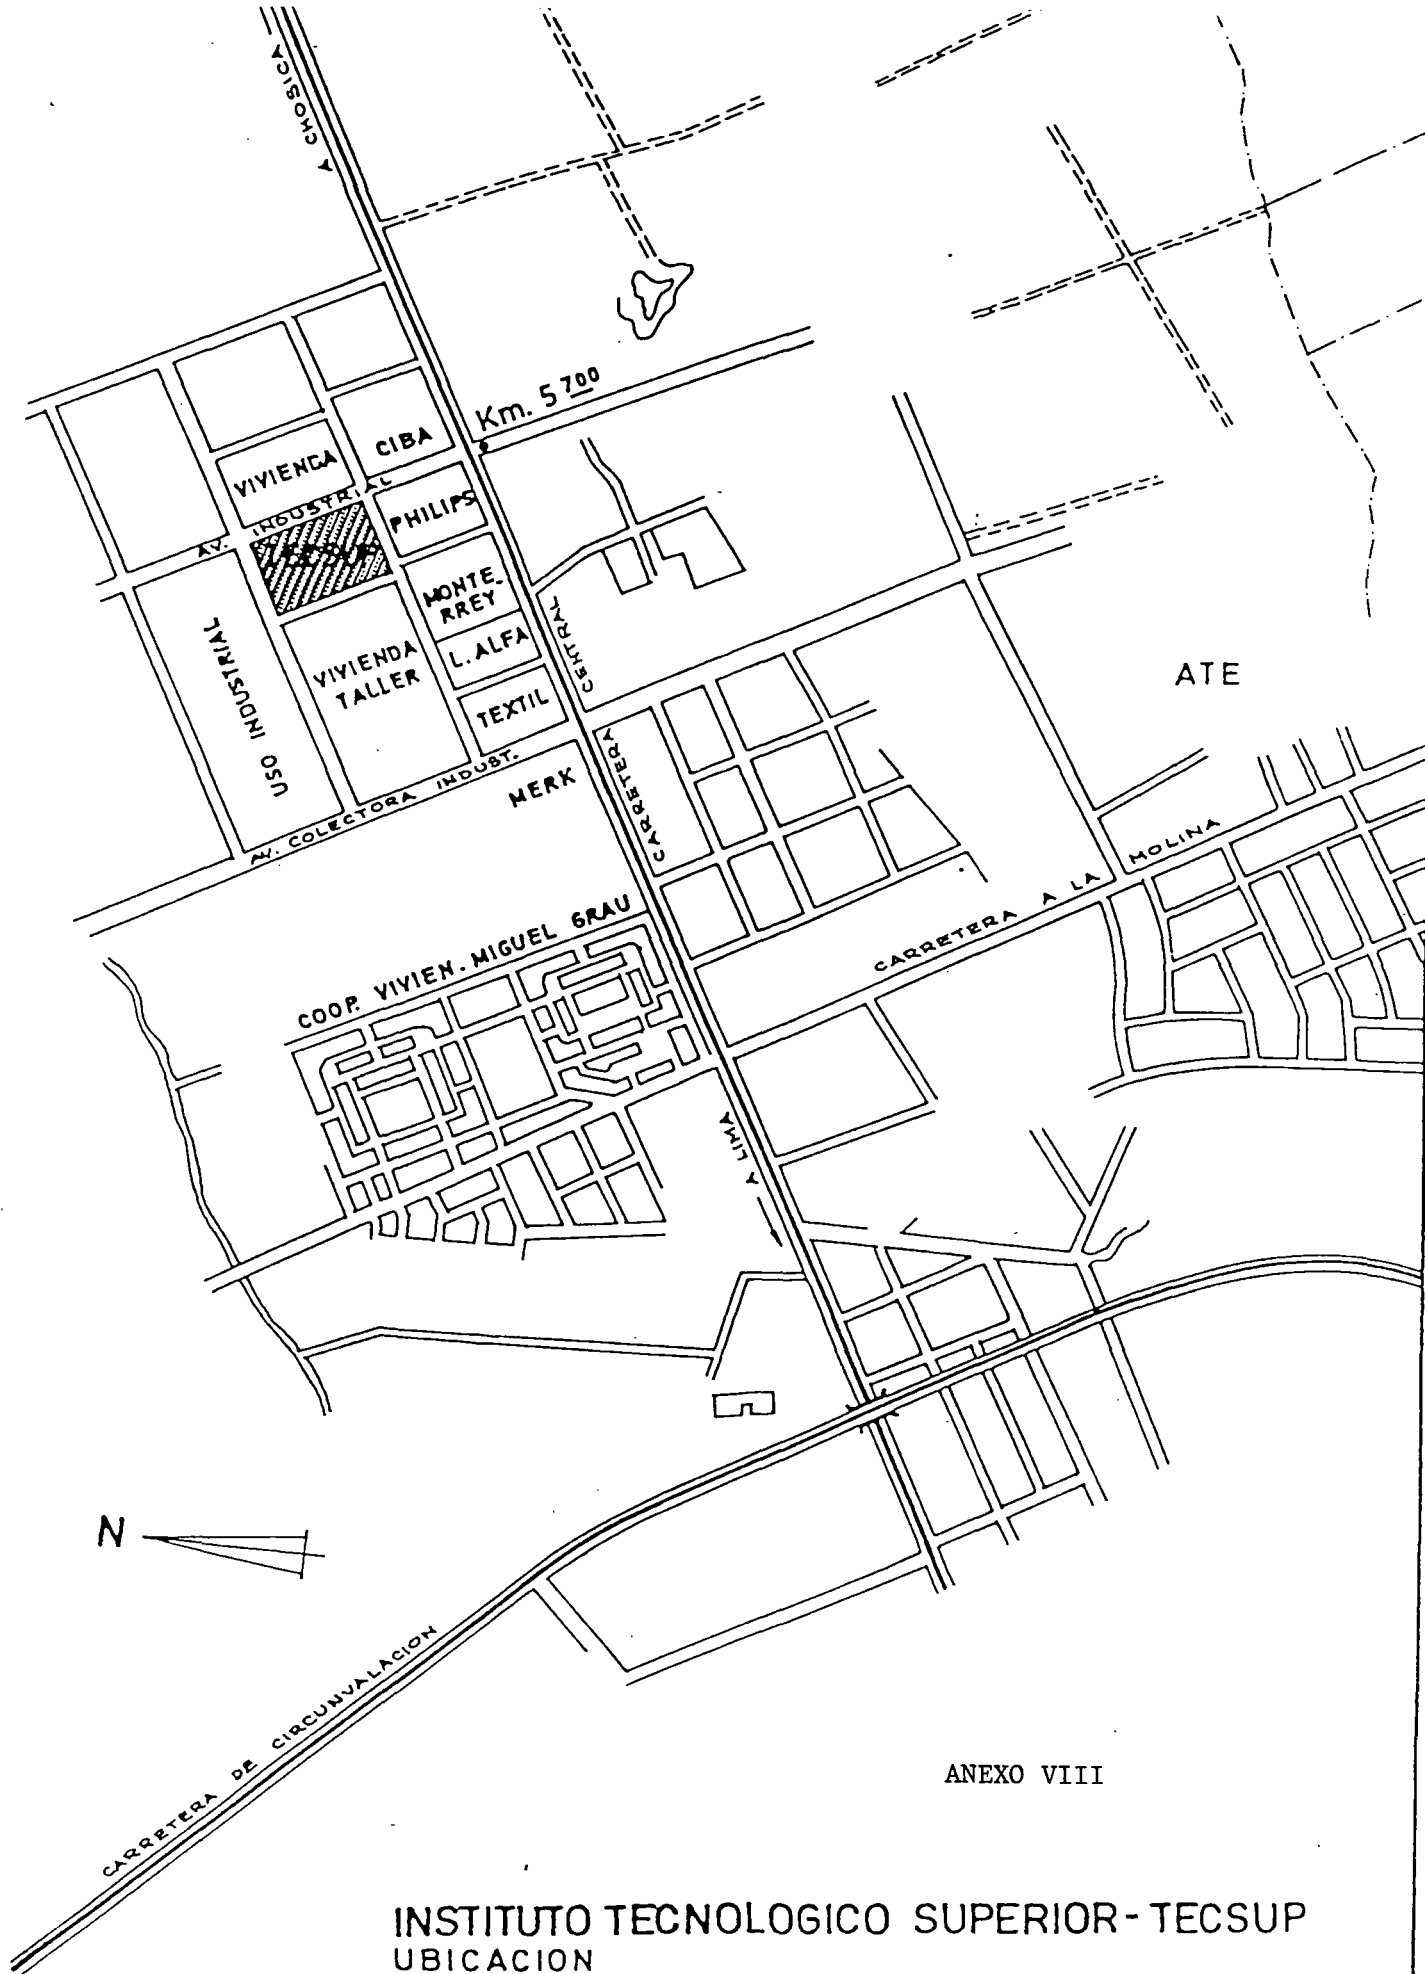 A CHOSICA
Km. 5 700
CIBA
VIVIENDA
AV. INDUSTRIAL
PHILIPS
TECSUP
MONTE-
RREY
L. ALFA
TEXTIL
VIVIENDA
TALLER
USO INDUSTRIAL
AV. COLECTORA INDUST.
MERK
CARRETERA CENTRAL
ATE
CARRETERA A LA MOLINA
COOP. VIVIEN. MIGUEL GRAU
A LIMA
N
CARRETERA DE CIRCUNVALACION
ANEXO VIII
INSTITUTO TECNOLOGICO SUPERIOR - TECSUP
UBICACION